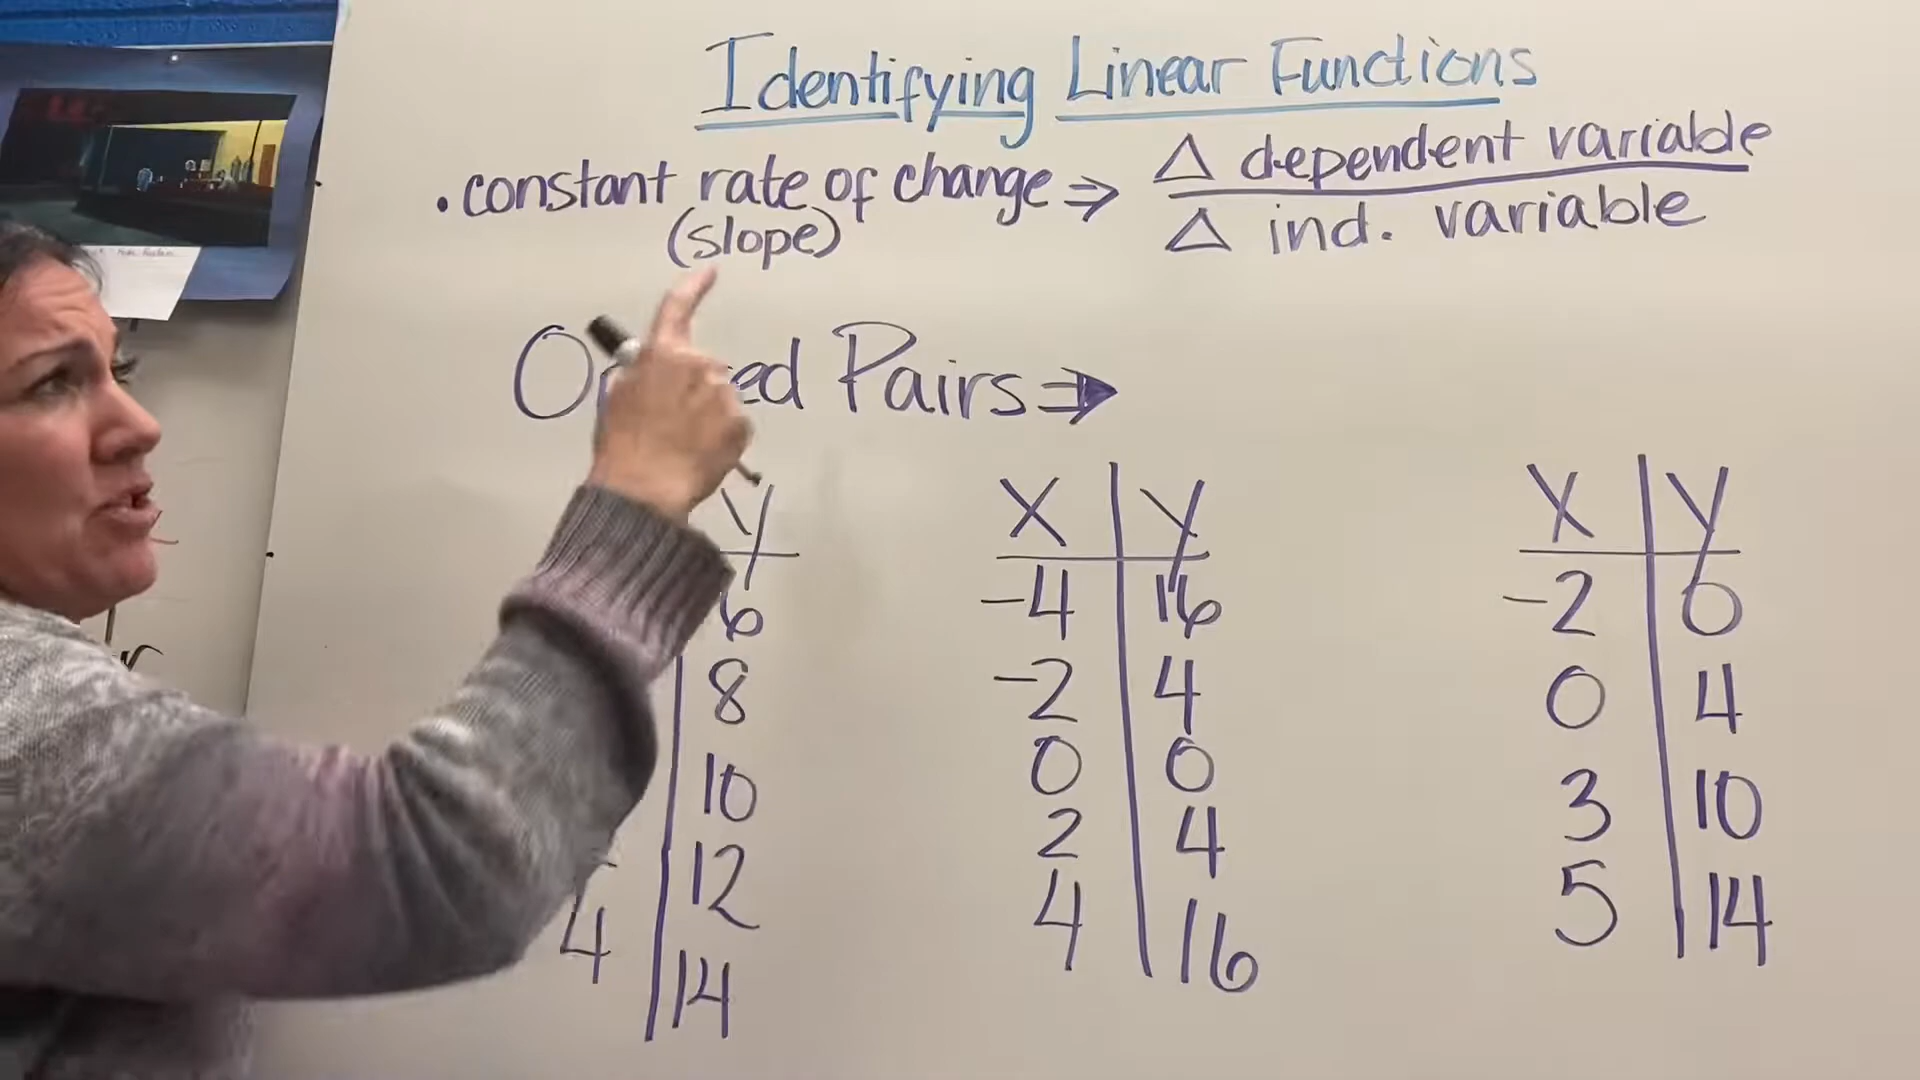 Identifying Linear Functions
• constant rate of change ⇒ Δ dependent variable
(slope) Δ ind. variable
Pairs ⇒
y
x y
x y
6
-4 16
-2 0
8
-2 4
0 4
10
0 0
3 10
12
2 4
5 14
4 14
4 16